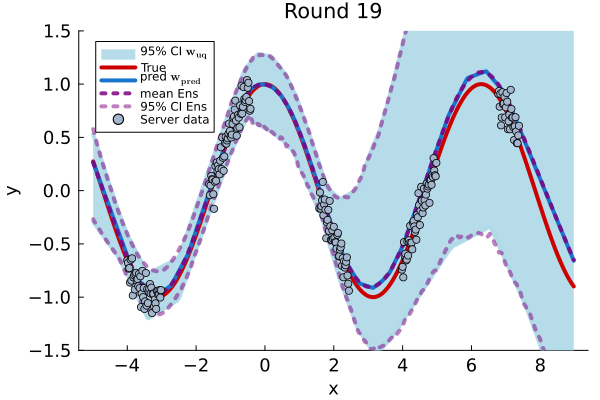 Round 19
95% CI w_uq
True
pred w_pred
mean Ens
95% CI Ens
Server data
y
1.5
1.0
0.5
0.0
−0.5
−1.0
−1.5
−4 −2 0 2 4 6 8
x